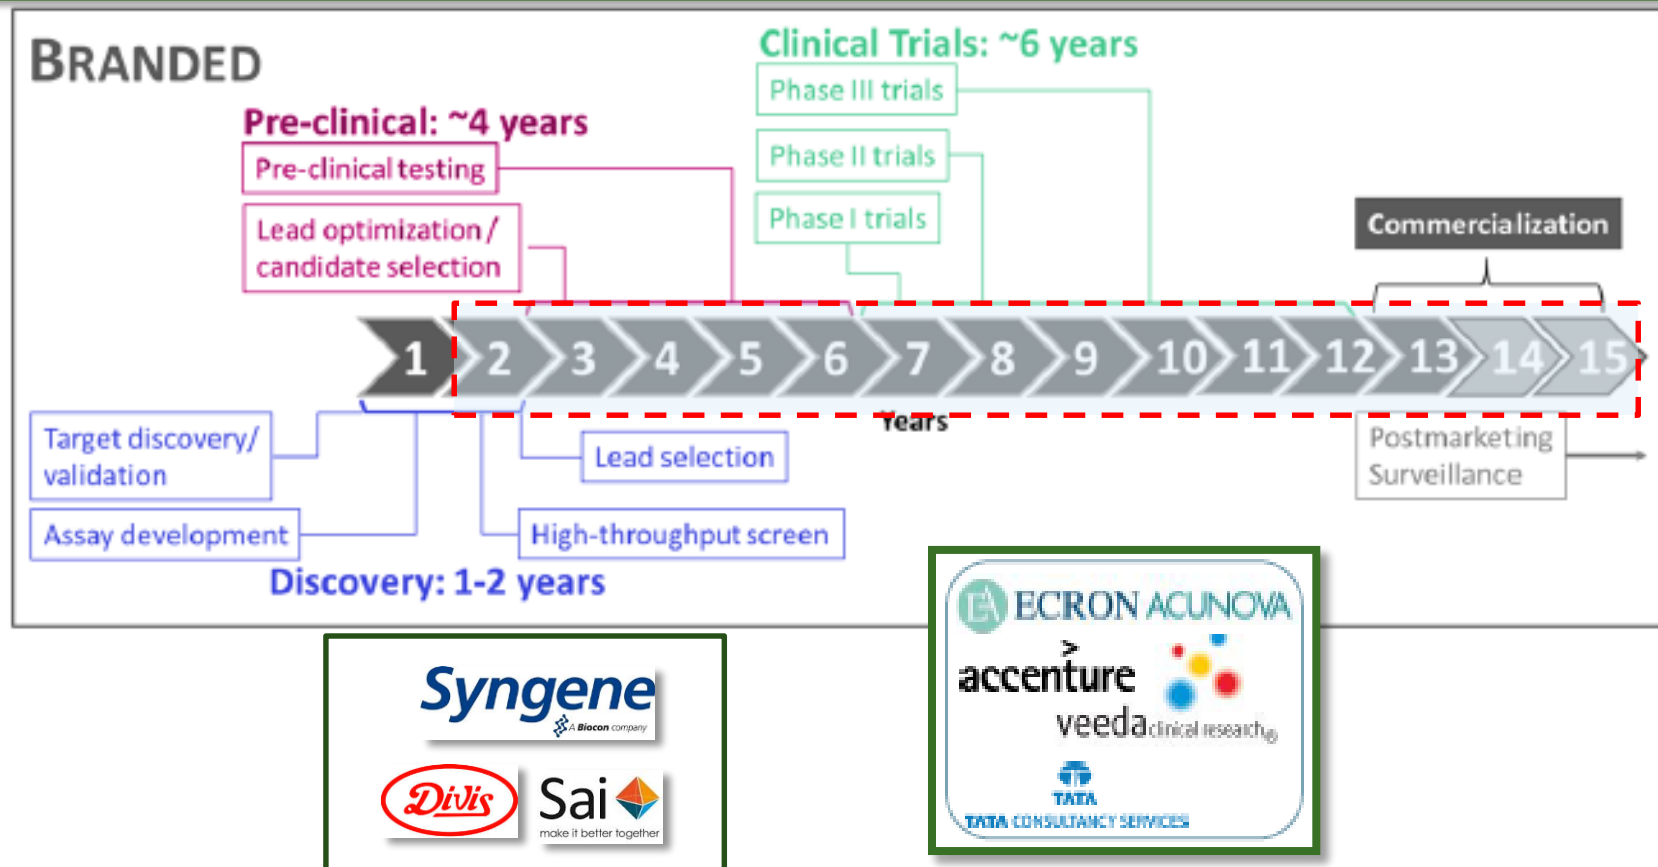 BRANDED
Clinical Trials: ~6 years
Phase III trials
Pre-clinical: ~4 years
Phase II trials
Pre-clinical testing
Phase I trials
Lead optimization /
candidate selection
Commercialization
1 2 3 4 5 6 7 8 9 10 11 12 13 14 15
Years
Target discovery/
validation
Lead selection
Postmarketing
Surveillance
Assay development
High-throughput screen
Discovery: 1-2 years
EA ECRON ACUNOVA
accenture
veeda clinical research®
TATA
TATA CONSULTANCY SERVICES
Syngene
A Biocon company
Divis
Sai
make it better together